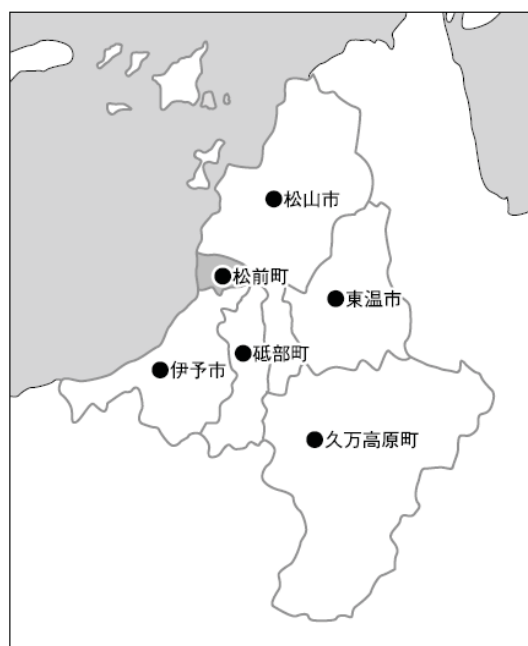 松山市
松前町
東温市
砥部町
伊予市
久万高原町